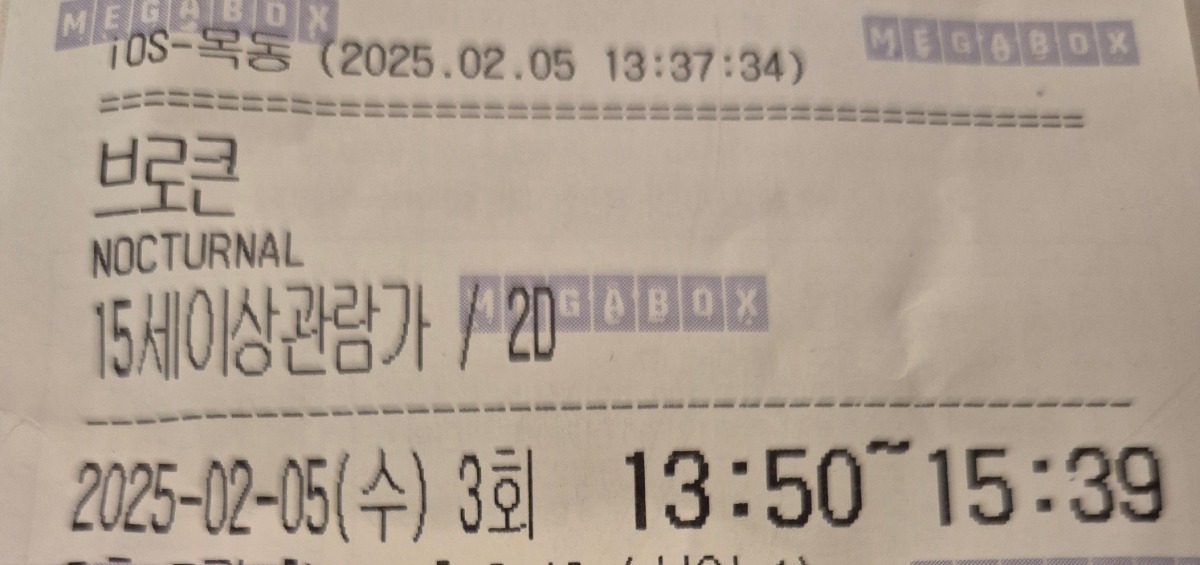 MEGABOX
MEGABOX
iOS-목동 (2025.02.05 13:37:34)
브로큰
NOCTURNAL
15세이상관람가 / 2D
MEGABOX
2025-02-05(수) 3회 13:50~15:39